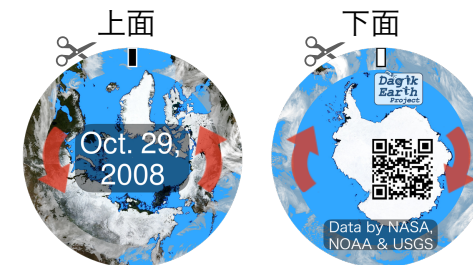 上面
下面
Oct. 29,
2008
Dagik
Earth
Project
Data by NASA,
NOAA & USGS